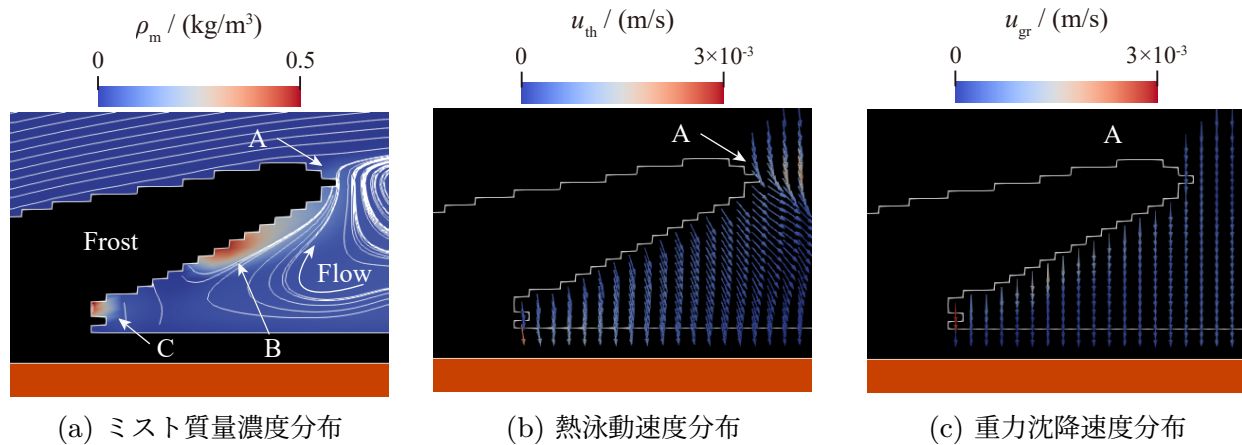 ρm / (kg/m³)
0 0.5
A
Frost
Flow
C
B
(a) ミスト質量濃度分布
uth / (m/s)
0 3×10⁻³
A
(b) 熱泳動速度分布
ugr / (m/s)
0 3×10⁻³
A
(c) 重力沈降速度分布